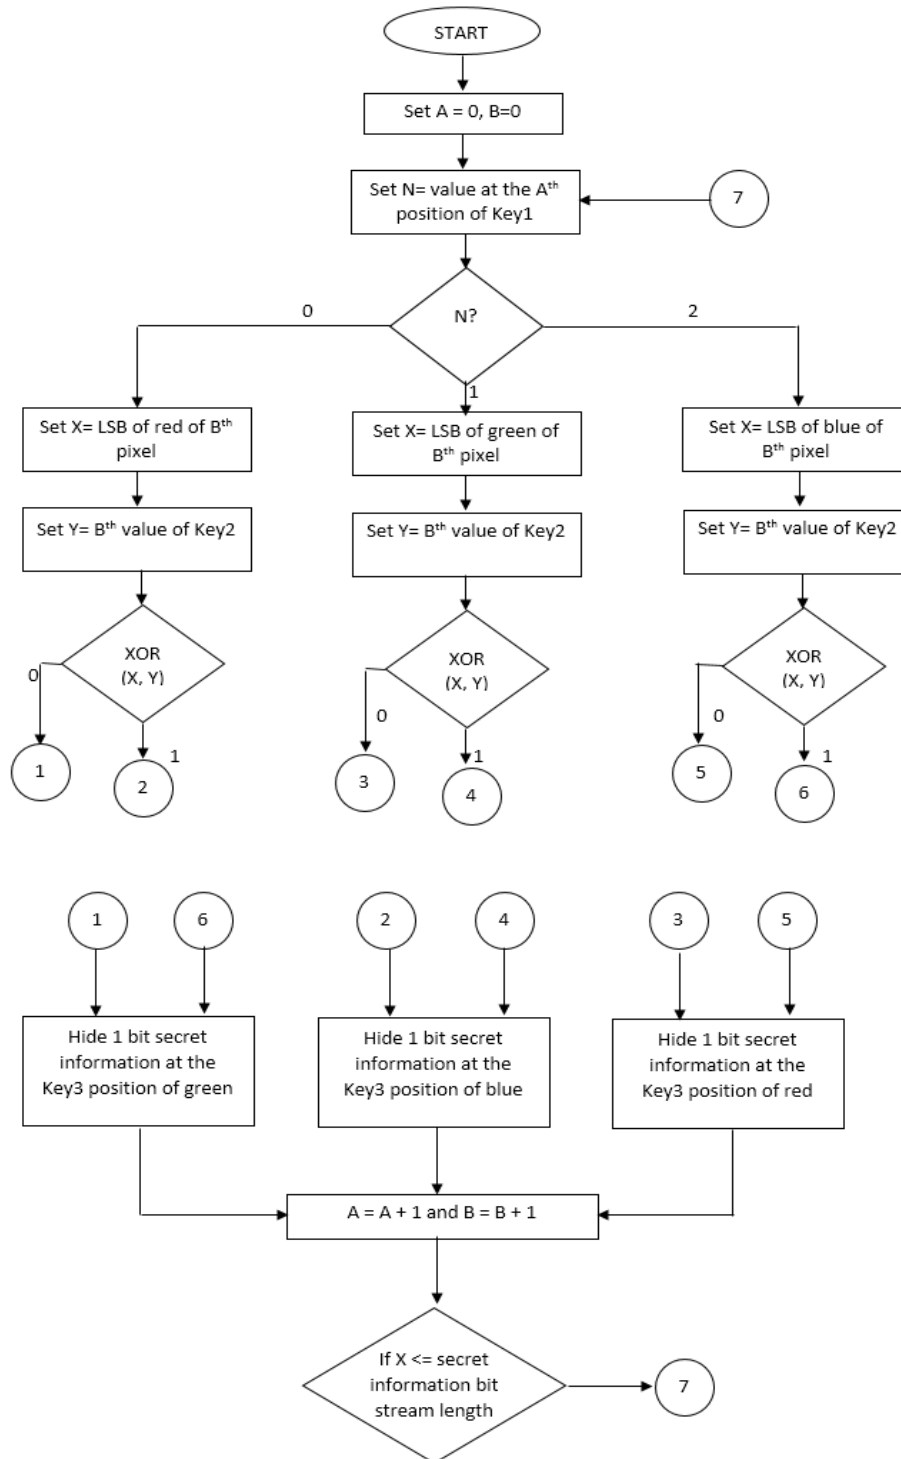 START
Set A = 0, B=0
Set N= value at the Aᵗʰ
position of Key1
7
N?
0
2
1
Set X= LSB of red of Bᵗʰ
pixel
Set X= LSB of green of
Bᵗʰ pixel
Set X= LSB of blue of
Bᵗʰ pixel
Set Y= Bᵗʰ value of Key2
Set Y= Bᵗʰ value of Key2
Set Y= Bᵗʰ value of Key2
XOR
(X, Y)
XOR
(X, Y)
XOR
(X, Y)
0
1
0
1
0
1
1
2
3
4
5
6
1
6
2
4
3
5
Hide 1 bit secret
information at the
Key3 position of green
Hide 1 bit secret
information at the
Key3 position of blue
Hide 1 bit secret
information at the
Key3 position of red
A = A + 1 and B = B + 1
If X <= secret
information bit
stream length
7